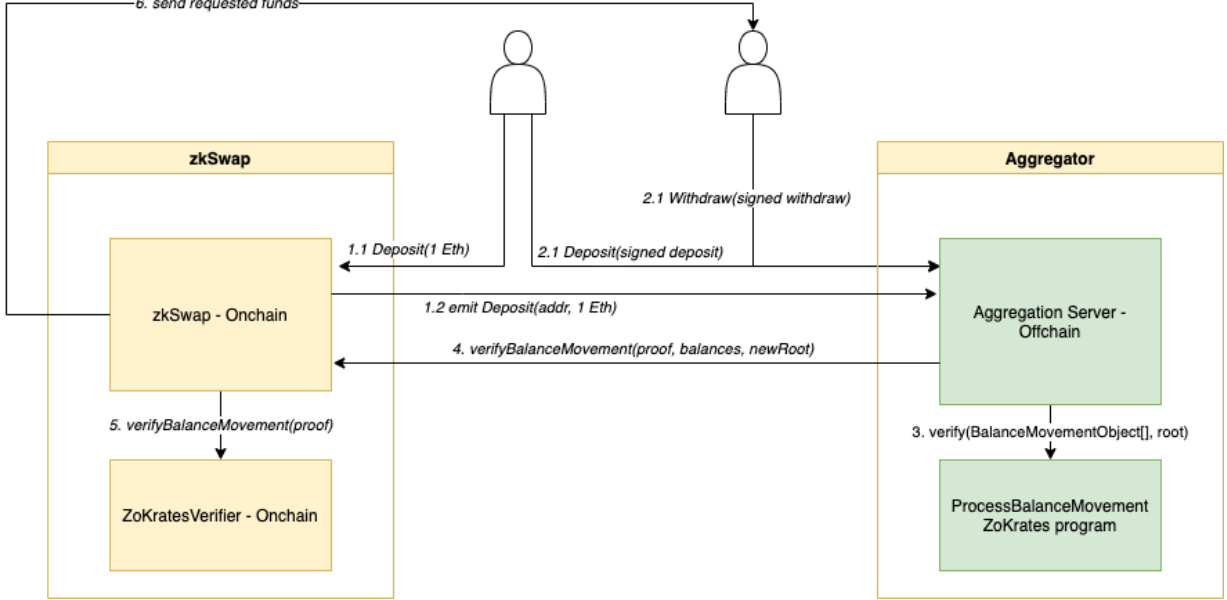 6. send requested funds
zkSwap
Aggregator
2.1 Withdraw(signed withdraw)
1.1 Deposit(1 Eth)
2.1 Deposit(signed deposit)
1.2 emit Deposit(addr, 1 Eth)
zkSwap - Onchain
Aggregation Server -
Offchain
4. verifyBalanceMovement(proof, balances, newRoot)
5. verifyBalanceMovement(proof)
3. verify(BalanceMovementObject[], root)
ZoKratesVerifier - Onchain
ProcessBalanceMovement
ZoKrates program